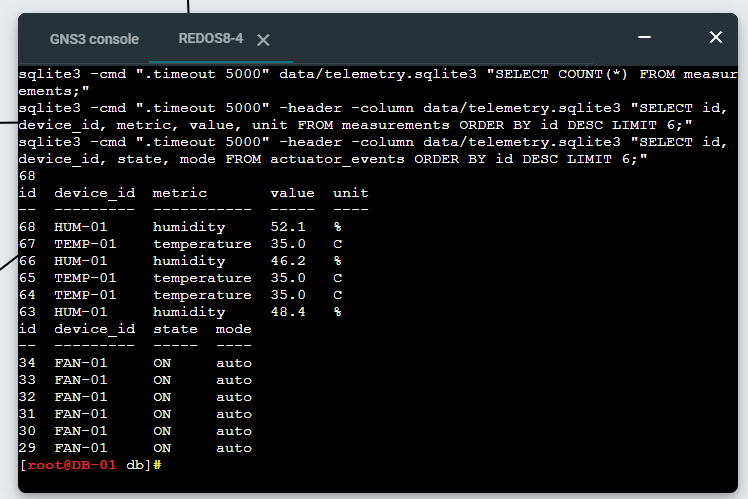 GNS3 console
REDOS8-4
sqlite3 -cmd ".timeout 5000" data/telemetry.sqlite3 "SELECT COUNT(*) FROM measur
ements;"
sqlite3 -cmd ".timeout 5000" -header -column data/telemetry.sqlite3 "SELECT id,
device_id, metric, value, unit FROM measurements ORDER BY id DESC LIMIT 6;"
sqlite3 -cmd ".timeout 5000" -header -column data/telemetry.sqlite3 "SELECT id,
device_id, state, mode FROM actuator_events ORDER BY id DESC LIMIT 6;"
68
id  device_id  metric       value  unit
--  ---------  -----------  -----  ----
68  HUM-01     humidity     52.1   %
67  TEMP-01    temperature  35.0   C
66  HUM-01     humidity     46.2   %
65  TEMP-01    temperature  35.0   C
64  TEMP-01    temperature  35.0   C
63  HUM-01     humidity     48.4   %
id  device_id  state  mode
--  ---------  -----  ----
34  FAN-01     ON     auto
33  FAN-01     ON     auto
32  FAN-01     ON     auto
31  FAN-01     ON     auto
30  FAN-01     ON     auto
29  FAN-01     ON     auto
[root@DB-01 db]#